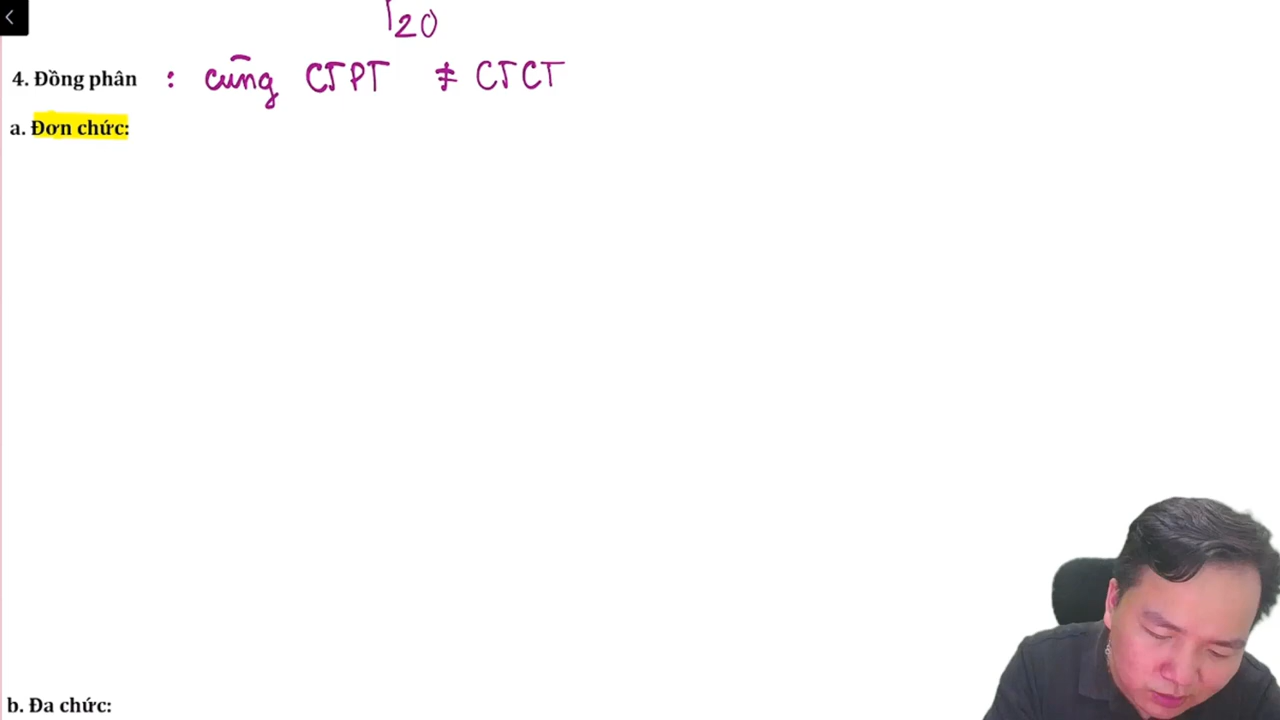 20
4. Đồng phân : cùng CTPT ≠ CTCT
a. Đơn chức:
b. Đa chức: